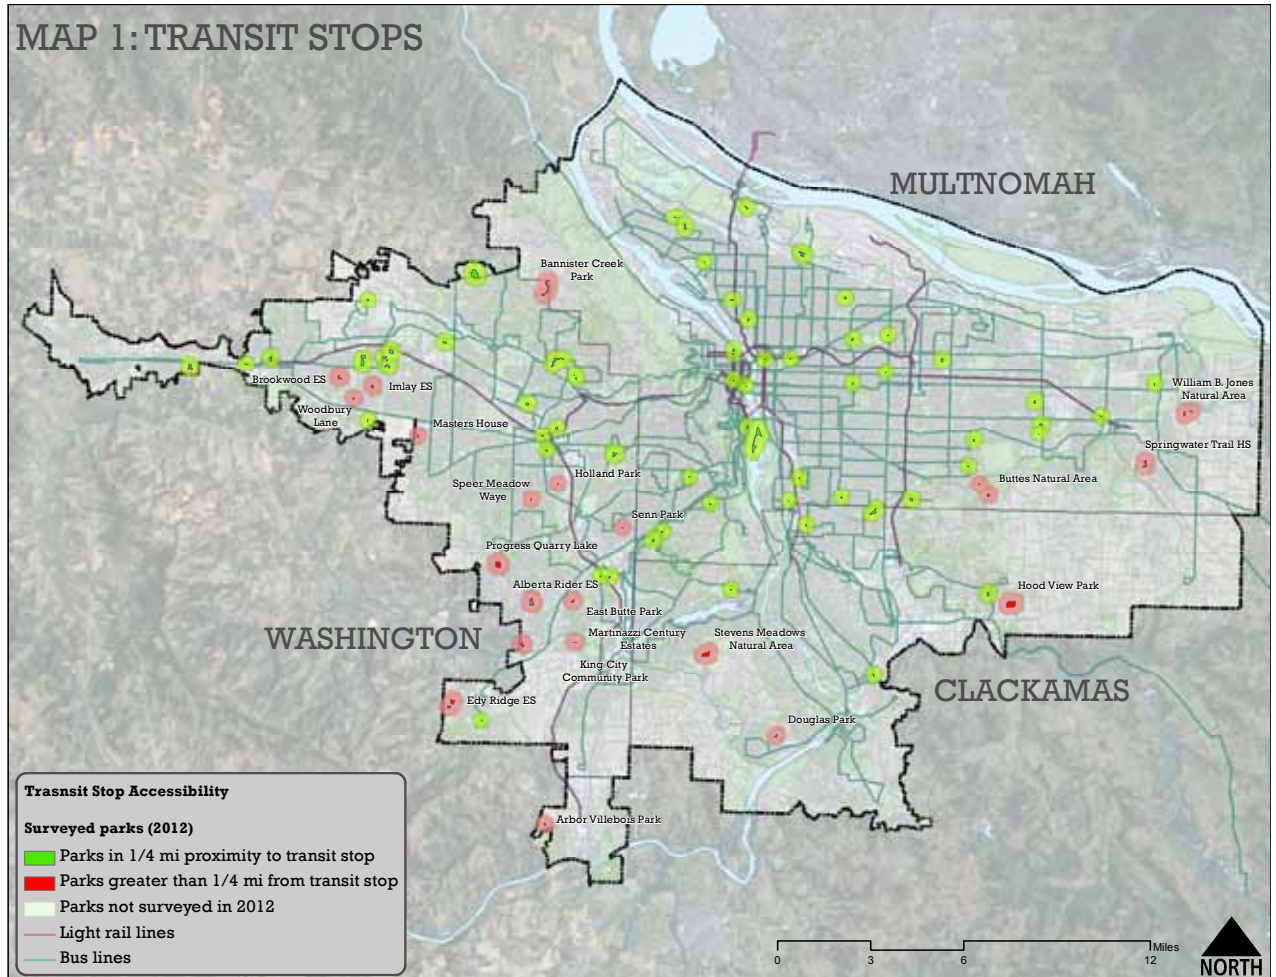 MAP 1: TRANSIT STOPS
MULTNOMAH
Bannister Creek
Park
Brookwood ES
Imlay ES
William B. Jones
Natural Area
Woodbury
Lane
Masters House
Springwater Trail HS
Holland Park
Buttes Natural Area
Speer Meadow
Waye
Senn Park
Progress Quarry Lake
Alberta Rider ES
Hood View Park
East Butte Park
WASHINGTON
Martinazzi Century
Estates
Stevens Meadows
Natural Area
King City
Community Park
CLACKAMAS
Edy Ridge ES
Douglas Park
Arbor Villebois Park
Trasnsit Stop Accessibility
Surveyed parks (2012)
Parks in 1/4 mi proximity to transit stop
Parks greater than 1/4 mi from transit stop
Parks not surveyed in 2012
Light rail lines
Bus lines
Miles
0 3 6 12
NORTH